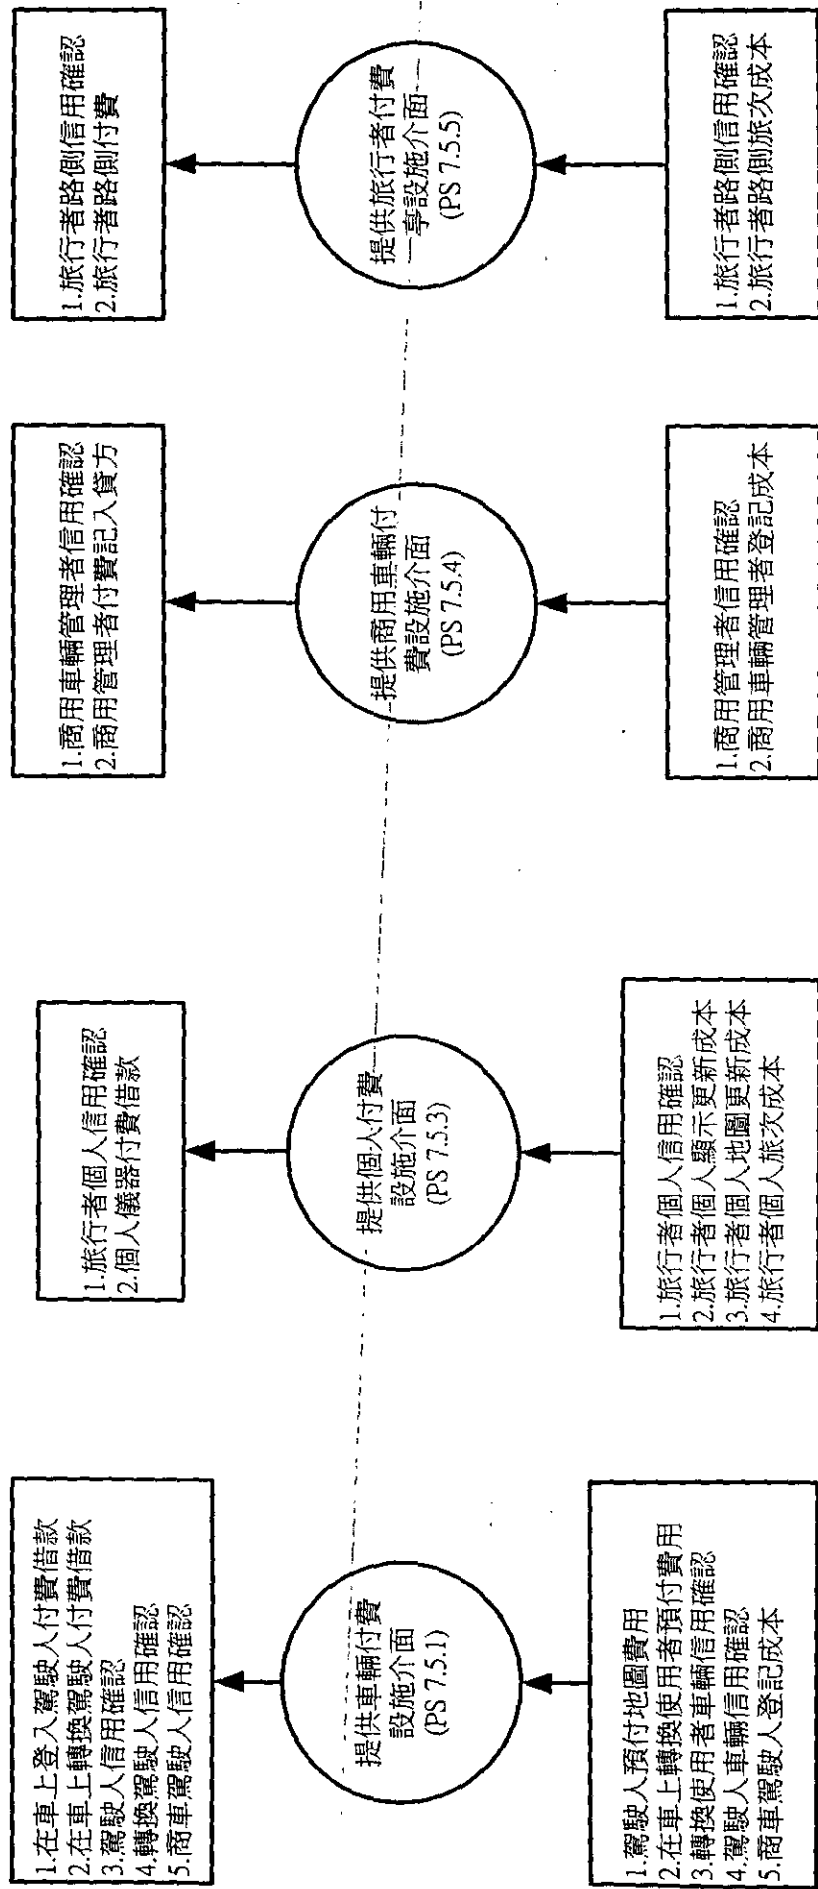 1.在車上登入駕駛人付費借款
2.在車上轉換駕駛人付費借款
3.駕駛人信用確認
4.轉換駕駛人信用確認
5.商車駕駛人信用確認
提供車輛付費
設施介面
(PS 7.5.1)
1.駕駛人預付地圖費用
2.在車上轉換使用者預付費用
3.轉換使用者車輛信用確認
4.駕駛人車輛信用確認
5.商車駕駛人登記成本
1.旅行者個人信用確認
2.個人儀器付費借款
提供個人付費
設施介面
(PS 7.5.3)
1.旅行者個人信用確認
2.旅行者個人顯示更新成本
3.旅行者個人地圖更新成本
4.旅行者個人旅次成本
1.商用車輛管理者信用確認
2.商用管理者付費記入貸方
提供商用車輛付
費設施介面
(PS 7.5.4)
1.商用管理者信用確認
2.商用車輛管理者登記成本
1.旅行者路側信用確認
2.旅行者路側付費
提供旅行者付費
設施介面
(PS 7.5.5)
1.旅行者路側信用確認
2.旅行者路側旅次成本